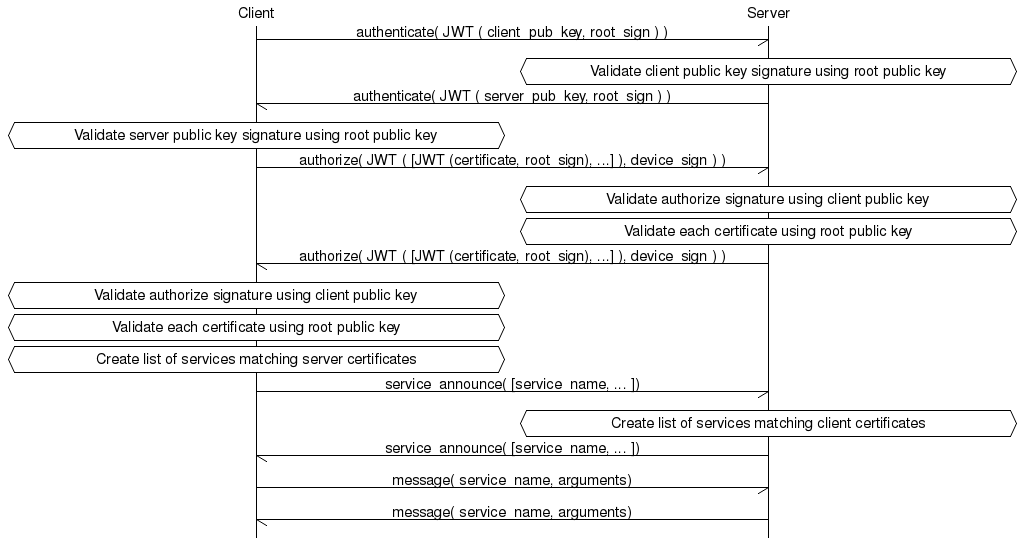 Client Server
authenticate( JWT ( client_pub_key, root_sign ) )
Validate client public key signature using root public key
authenticate( JWT ( server_pub_key, root_sign ) )
Validate server public key signature using root public key
authorize( JWT ( [JWT (certificate, root_sign), ...] ), device_sign ) )
Validate authorize signature using client public key
Validate each certificate using root public key
authorize( JWT ( [JWT (certificate, root_sign), ...] ), device_sign ) )
Validate authorize signature using client public key
Validate each certificate using root public key
Create list of services matching server certificates
service_announce( [service_name, ... ])
Create list of services matching client certificates
service_announce( [service_name, ... ])
message( service_name, arguments)
message( service_name, arguments)